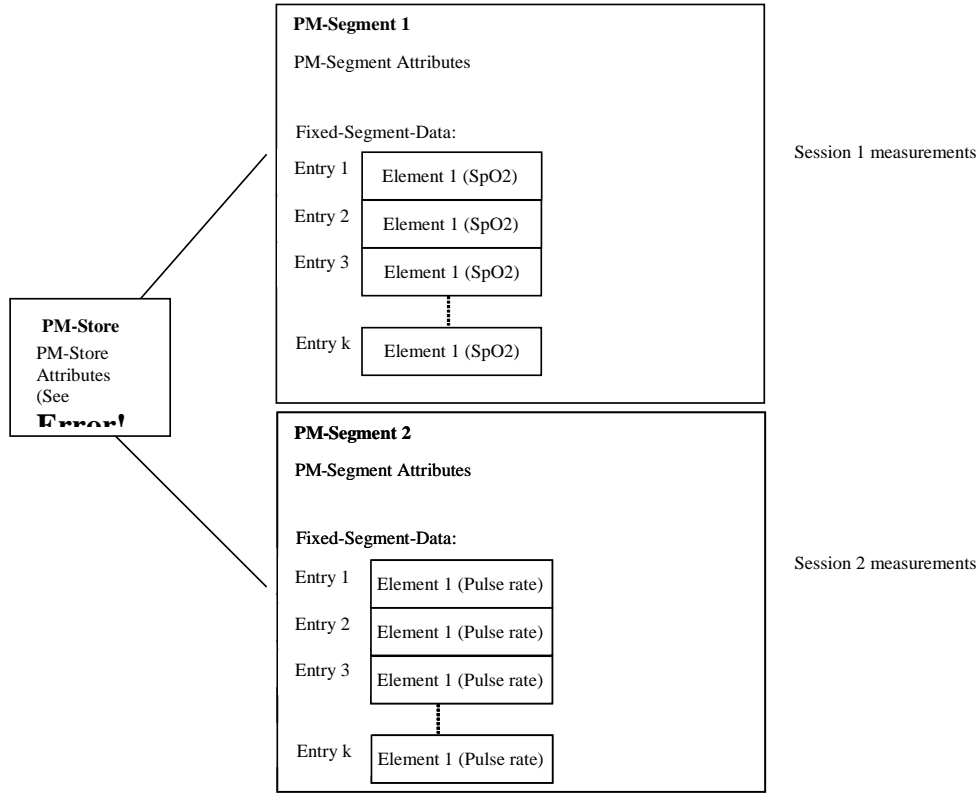 PM-Segment 1
PM-Segment Attributes
Fixed-Segment-Data:
Entry 1
Element 1 (SpO2)
Entry 2
Element 1 (SpO2)
Entry 3
Element 1 (SpO2)
Entry k
Element 1 (SpO2)
Session 1 measurements
PM-Store
PM-Store
Attributes
(See
Error!
PM-Segment 2
PM-Segment Attributes
Fixed-Segment-Data:
Entry 1
Element 1 (Pulse rate)
Entry 2
Element 1 (Pulse rate)
Entry 3
Element 1 (Pulse rate)
Entry k
Element 1 (Pulse rate)
Session 2 measurements